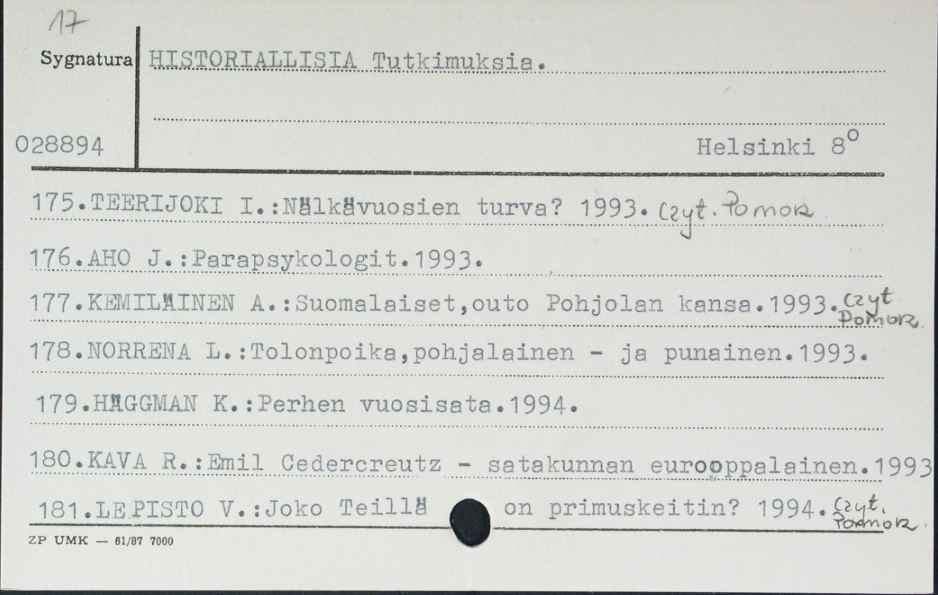 17
Sygnatura HISTORIALLISIA Tutkimuksia.
028894 Helsinki 8°
175.TEERIJOKI I.:Nälkävuosien turva? 1993. Czyt. Pomor.
176.AHO J.:Parapsykologit.1993.
177.KEMILÄINEN A.:Suomalaiset,outo Pohjolan kansa.1993. Czyt
Pomor.
178.NORRENA L.:Tolonpoika,pohjalainen - ja punainen.1993.
179.HÄGGMAN K.:Perhen vuosisata.1994.
180.KAVA R.:Emil Cedercreutz - satakunnan eurooppalainen.1993
181.LEPISTO V.:Joko Teillä on primuskeitin? 1994. Czyt.
Pomor.
ZP UMK — 61/87 7000